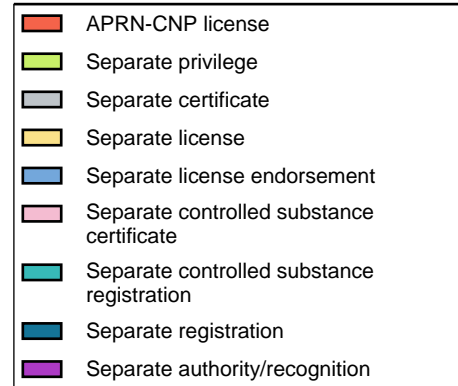 APRN-CNP license
Separate privilege
Separate certificate
Separate license
Separate license endorsement
Separate controlled substance
certificate
Separate controlled substance
registration
Separate registration
Separate authority/recognition